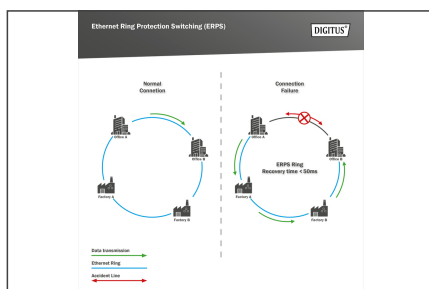 Ethernet Ring Protection Switching (ERPS)
DIGITUS®
Normal
Connetion
Connection
Failure
Office A
Office B
Factory A
Factory B
Office A
Office B
ERPS Ring
Recovery time <50ms
Factory A
Factory B
Data transmission
Ethernet Ring
Accident Line